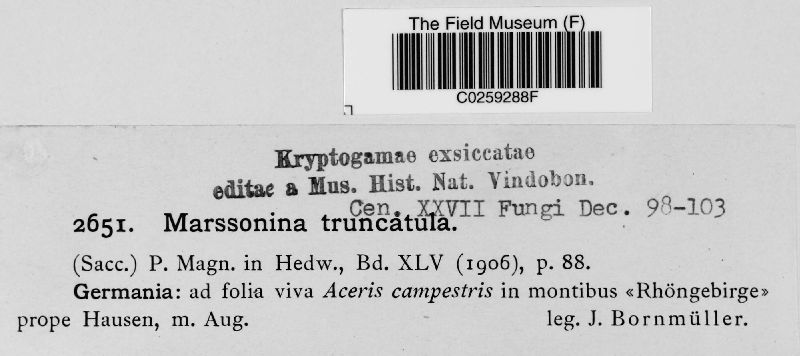 The Field Museum (F)
C0259288F
Kryptogamae exsiccatae
editae a Mus. Hist. Nat. Vindobon.
Cen. XXVII Fungi Dec. 98-103
2651. Marssonina truncatula.
(Sacc.) P. Magn. in Hedw., Bd. XLV (1906), p. 88.
Germania: ad folia viva Aceris campestris in montibus «Rhöngebirge»
prope Hausen, m. Aug. leg. J. Bornmüller.